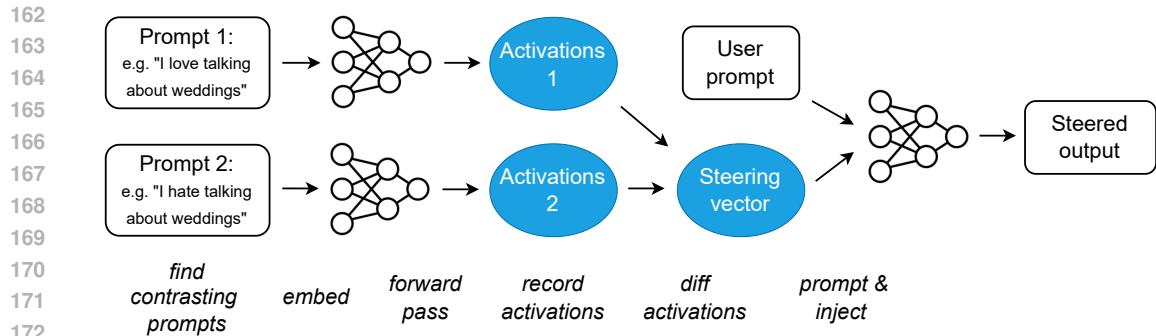 162
163
164
165
166
167
168
169
170
171
172
Prompt 1:
e.g. "I love talking
about weddings"
Activations
1
User
prompt
Steered
output
Prompt 2:
e.g. "I hate talking
about weddings"
Activations
2
Steering
vector
find
contrasting
prompts
embed
forward
pass
record
activations
diff
activations
prompt &
inject